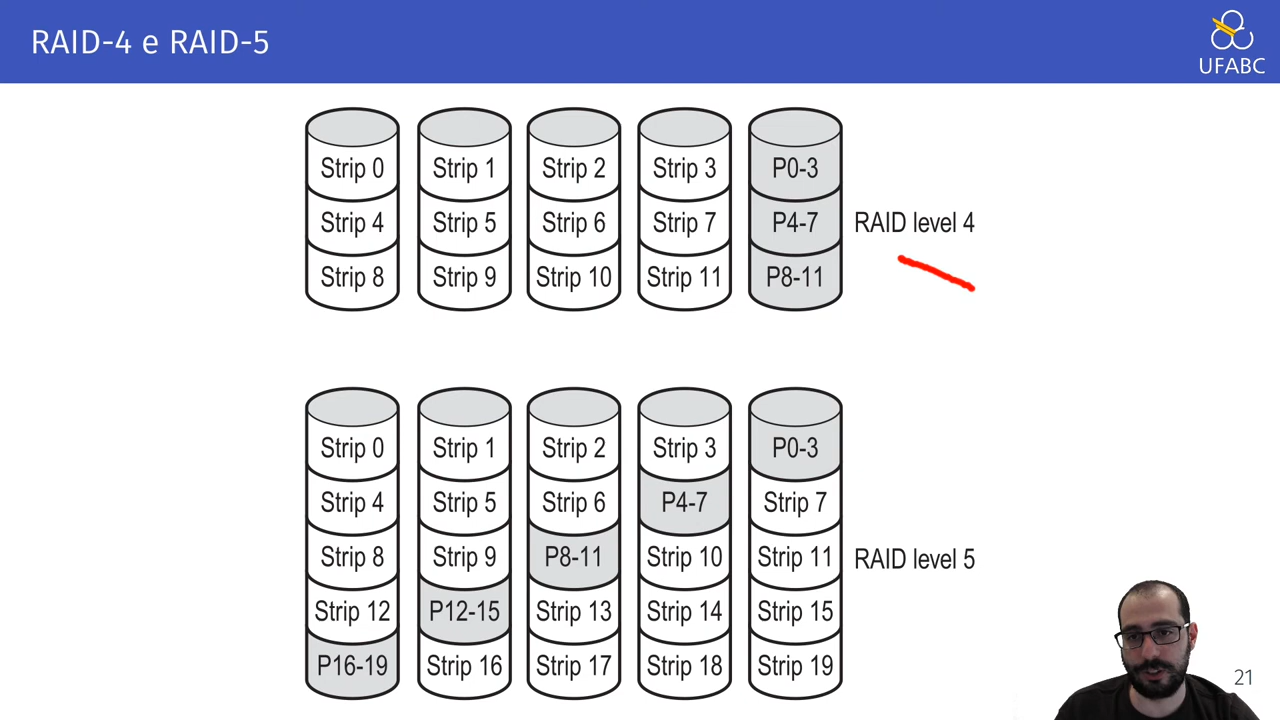 RAID-4 e RAID-5
UFABC
Strip 0 Strip 1 Strip 2 Strip 3 P0-3
Strip 4 Strip 5 Strip 6 Strip 7 P4-7 RAID level 4
Strip 8 Strip 9 Strip 10 Strip 11 P8-11
Strip 0 Strip 1 Strip 2 Strip 3 P0-3
Strip 4 Strip 5 Strip 6 P4-7 Strip 7
Strip 8 Strip 9 P8-11 Strip 10 Strip 11 RAID level 5
Strip 12 P12-15 Strip 13 Strip 14 Strip 15
P16-19 Strip 16 Strip 17 Strip 18 Strip 19
21